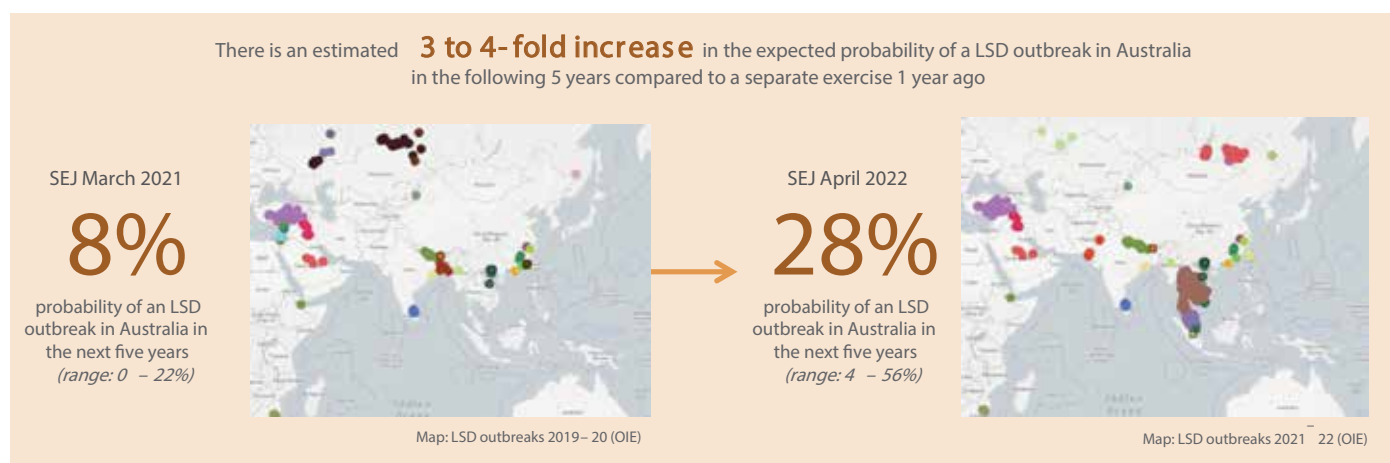 There is an estimated 3 to 4-fold increase in the expected probability of a LSD outbreak in Australia
in the following 5 years compared to a separate exercise 1 year ago
SEJ March 2021
8%
probability of an LSD
outbreak in Australia in
the next five years
(range: 0 – 22%)
Map: LSD outbreaks 2019–20 (OIE)
SEJ April 2022
28%
probability of an LSD
outbreak in Australia in
the next five years
(range: 4 – 56%)
Map: LSD outbreaks 2021–22 (OIE)